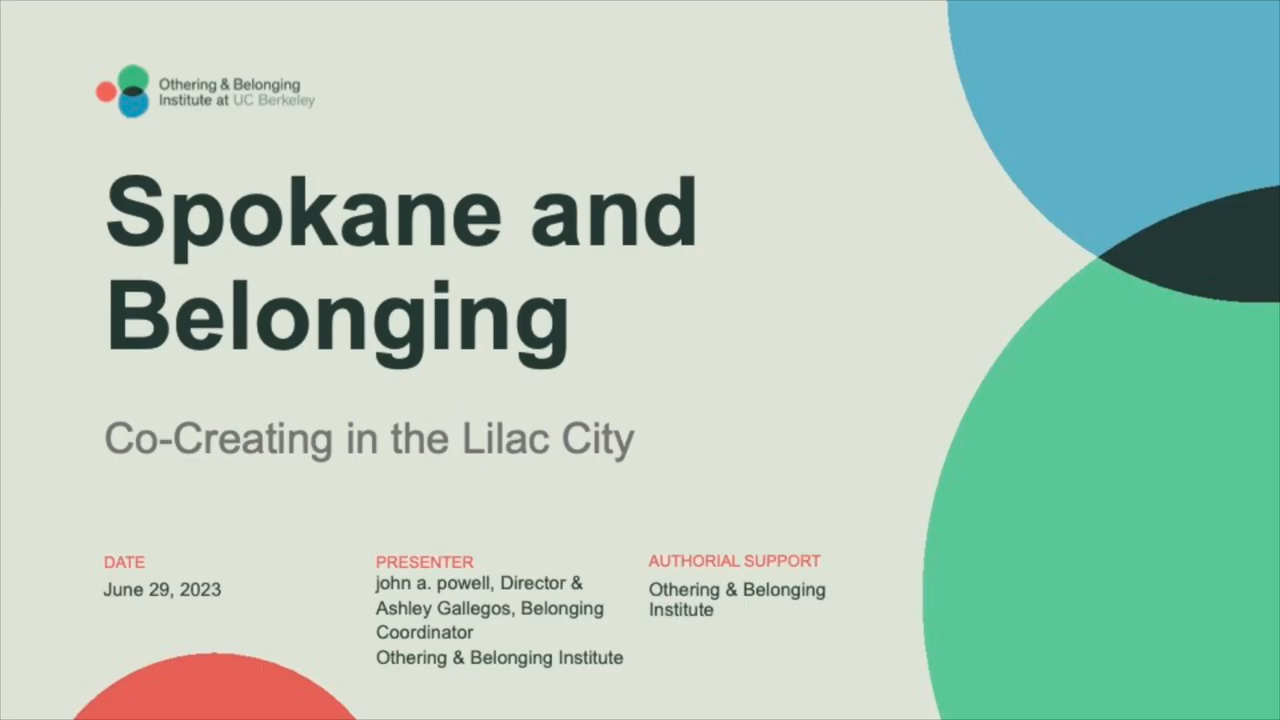 Othering & Belonging
Institute at UC Berkeley
Spokane and
Belonging
Co-Creating in the Lilac City
DATE
June 29, 2023
PRESENTER
john a. powell, Director &
Ashley Gallegos, Belonging
Coordinator
Othering & Belonging Institute
AUTHORIAL SUPPORT
Othering & Belonging
Institute